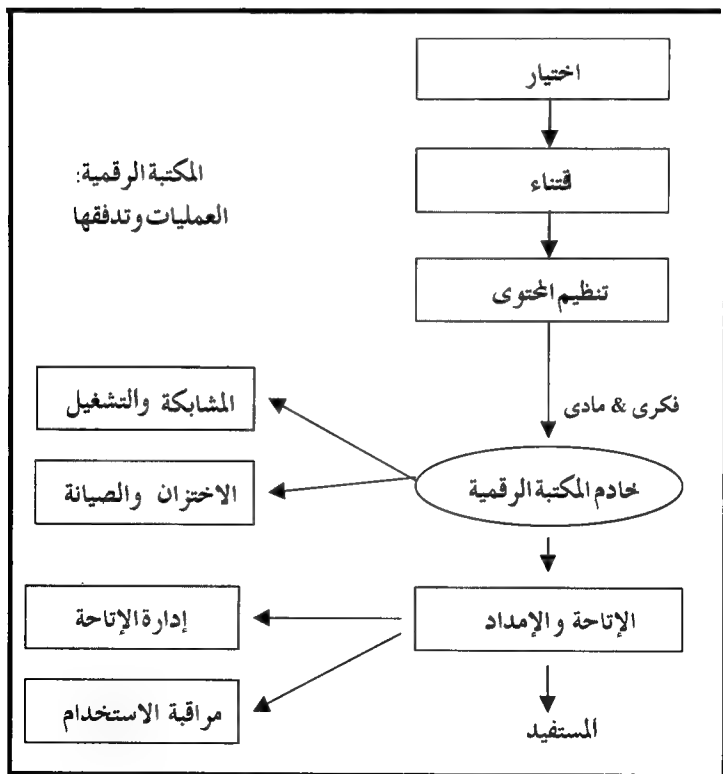 اختيار
المكتبة الرقمية:
العمليات وتدفقها
قتناء
تنظيم المحتوى
فكرى & مادى
المشابكة والتشغيل
خادم المكتبة الرقمية
الاختزان والصيانة
الإتاحة والإمداد
إدارة الإتاحة
مراقبة الاستخدام
المستفيد